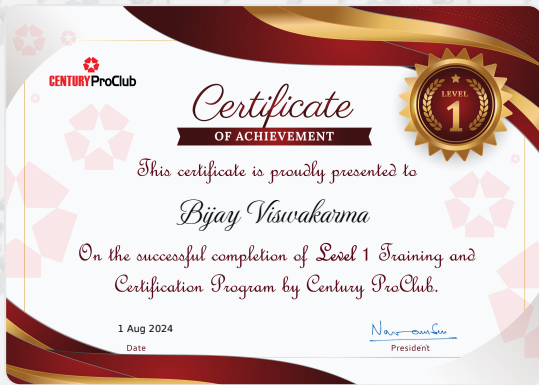 CENTURY ProClub
LEVEL
1
Certificate
OF ACHIEVEMENT
This certificate is proudly presented to
Bijay Viswakarma
On the successful completion of Level 1 Training and
Certification Program by Century ProClub.
1 Aug 2024
Date
President